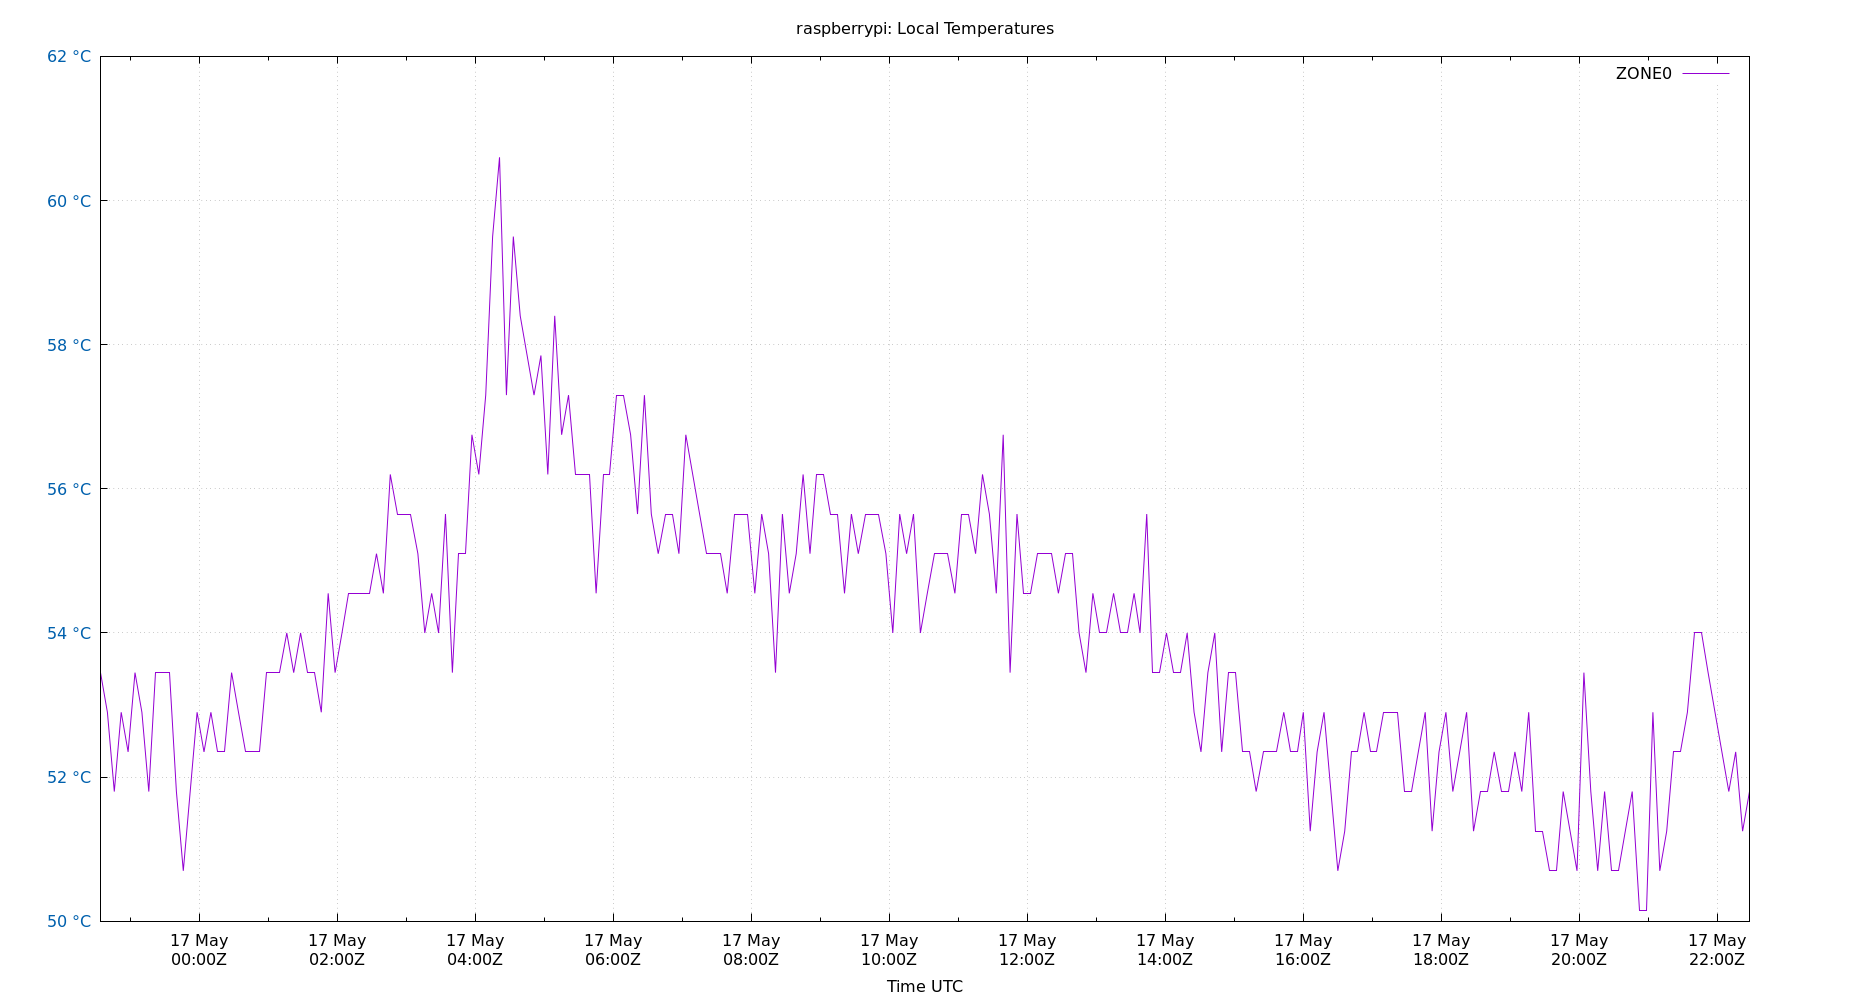 raspberrypi: Local Temperatures
62 °C
ZONE0
60 °C
58 °C
56 °C
54 °C
52 °C
50 °C
17 May 17 May 17 May 17 May 17 May 17 May 17 May 17 May 17 May 17 May 17 May 17 May
00:00Z 02:00Z 04:00Z 06:00Z 08:00Z 10:00Z 12:00Z 14:00Z 16:00Z 18:00Z 20:00Z 22:00Z
Time UTC